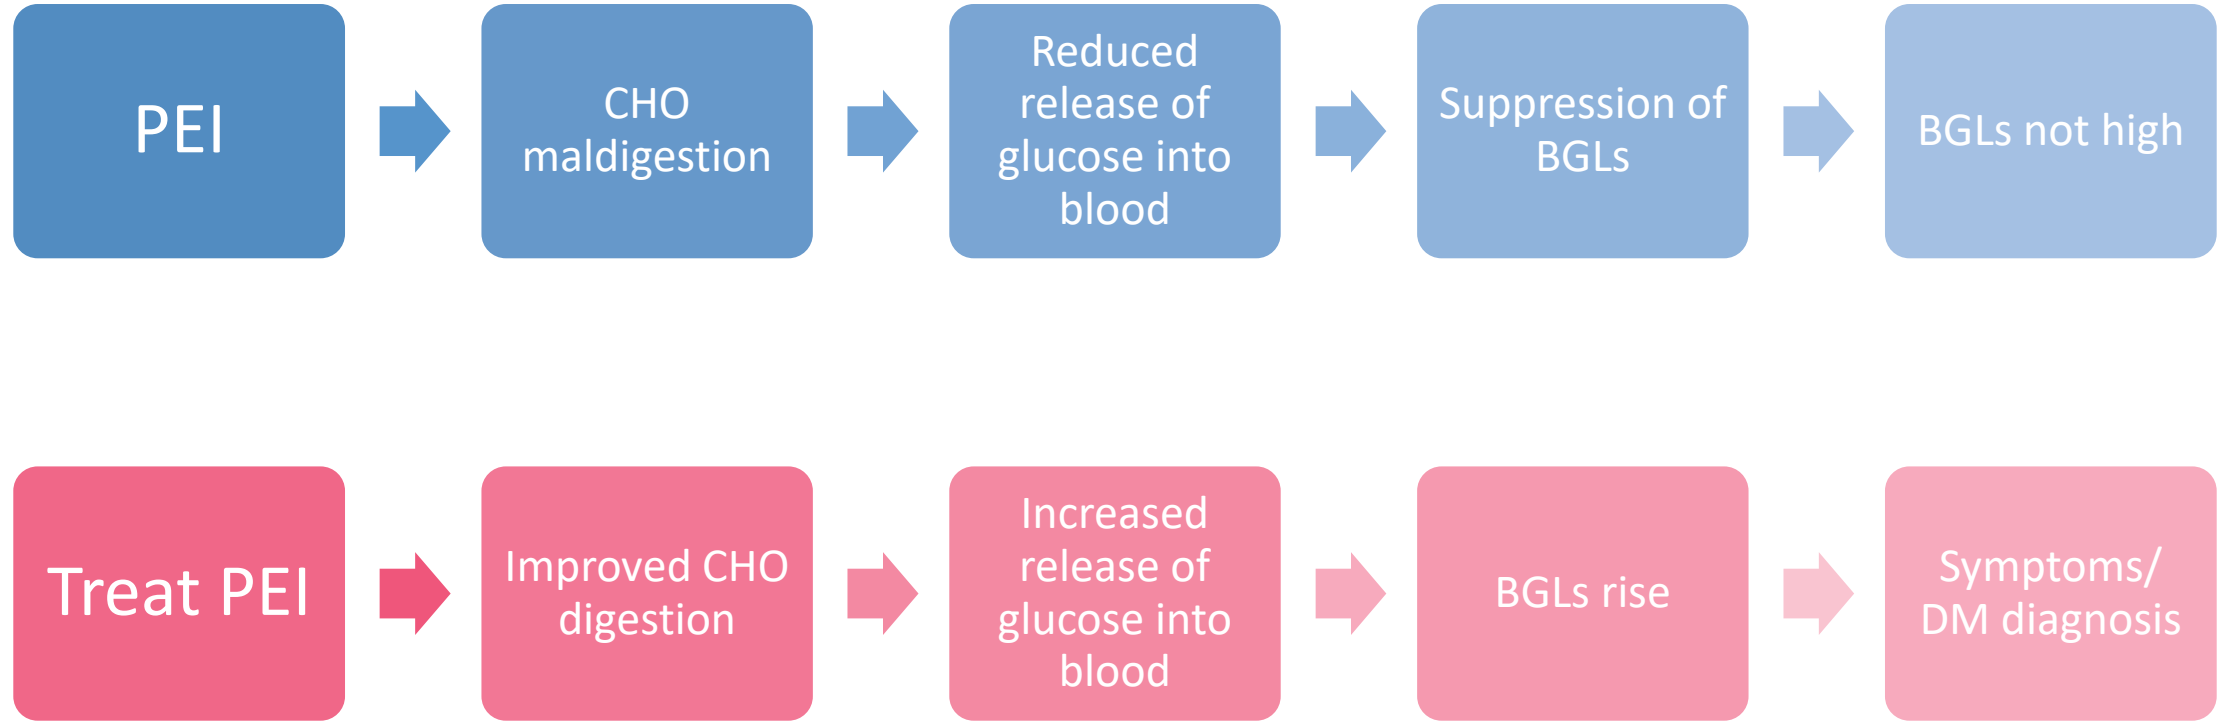 PEI
CHO
maldigestion
Reduced
release of
glucose into
blood
Suppression of
BGLs
BGLs not high
Treat PEI
Improved CHO
digestion
Increased
release of
glucose into
blood
BGLs rise
Symptoms/
DM diagnosis